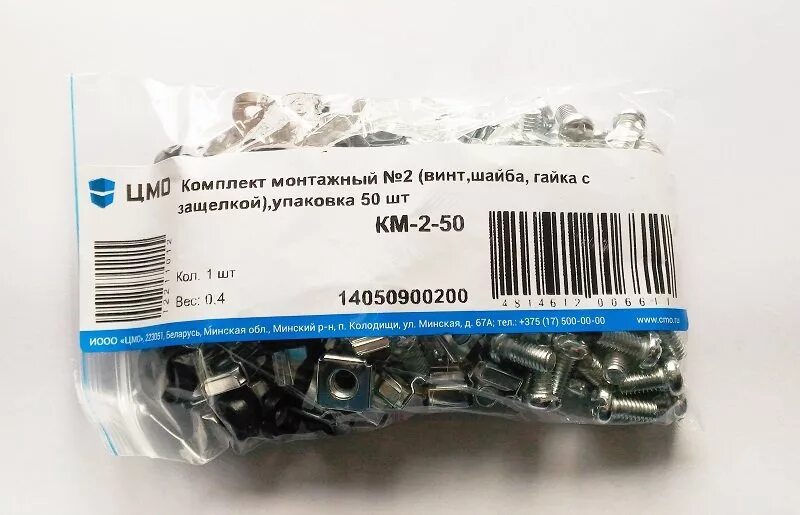 ЦМО
Комплект монтажный №2 (винт,шайба, гайка с
защелкой),упаковка 50 шт
КМ-2-50
Кол. 1 шт
Вес: 0.4
14050900200
ИООО «ЦМО», 223051, Беларусь, Минская обл., Минский р-н, п. Колодищи, ул. Минская, д. 67А; тел.: +375 (17) 500-00-00
www.cmo.ru